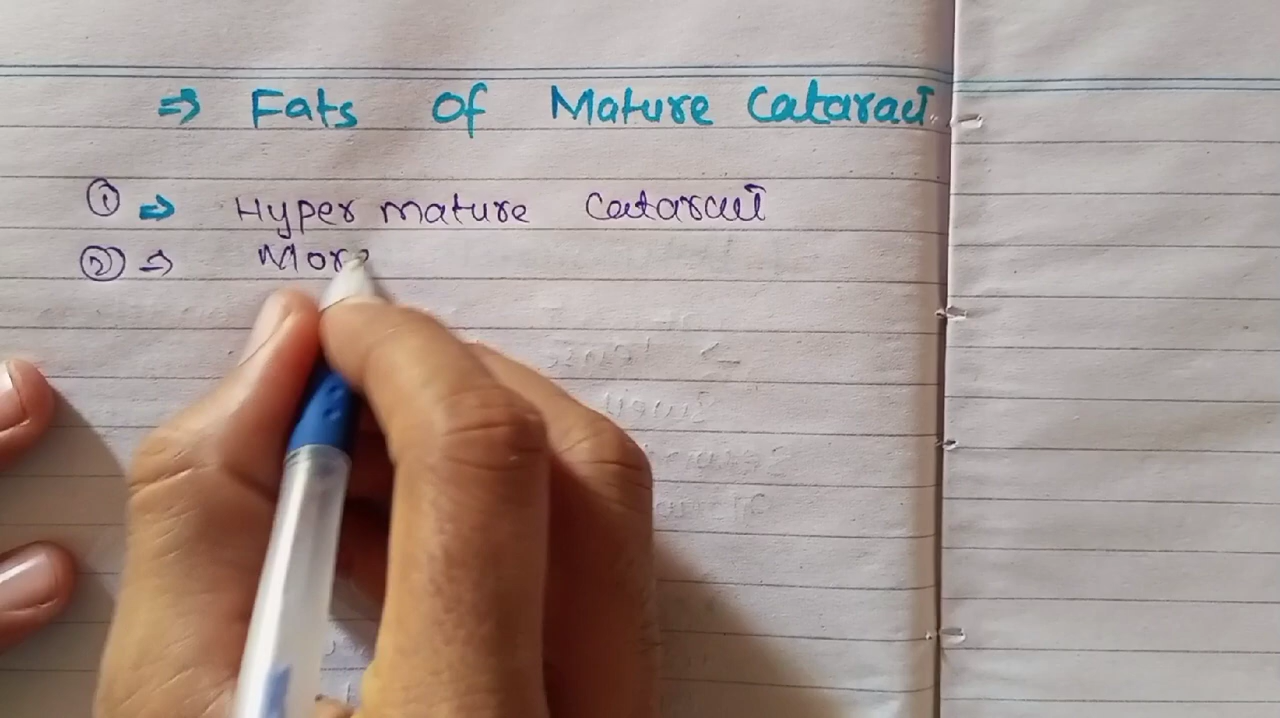 ⇒ Fats Of Mature Cataract
① ⇒ Hyper mature Cataract
② ⇒ Mor